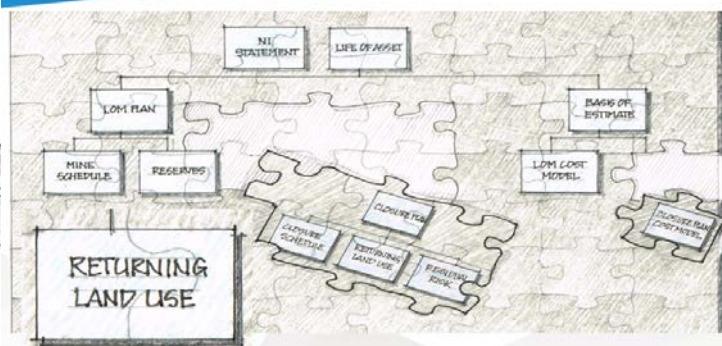 NI
STATEMENT
LIFE OF ASSET
LOM PLAN
BASIS OF
ESTIMATE
MINE
SCHEDULE
RESERVES
LOM COST
MODEL
CLOSURE PLAN
CLOSURE
SCHEDULE
RETURNING
LAND USE
RESIDUAL
RISK
CLOSURE PLAN
COST MODEL
RETURNING
LAND USE